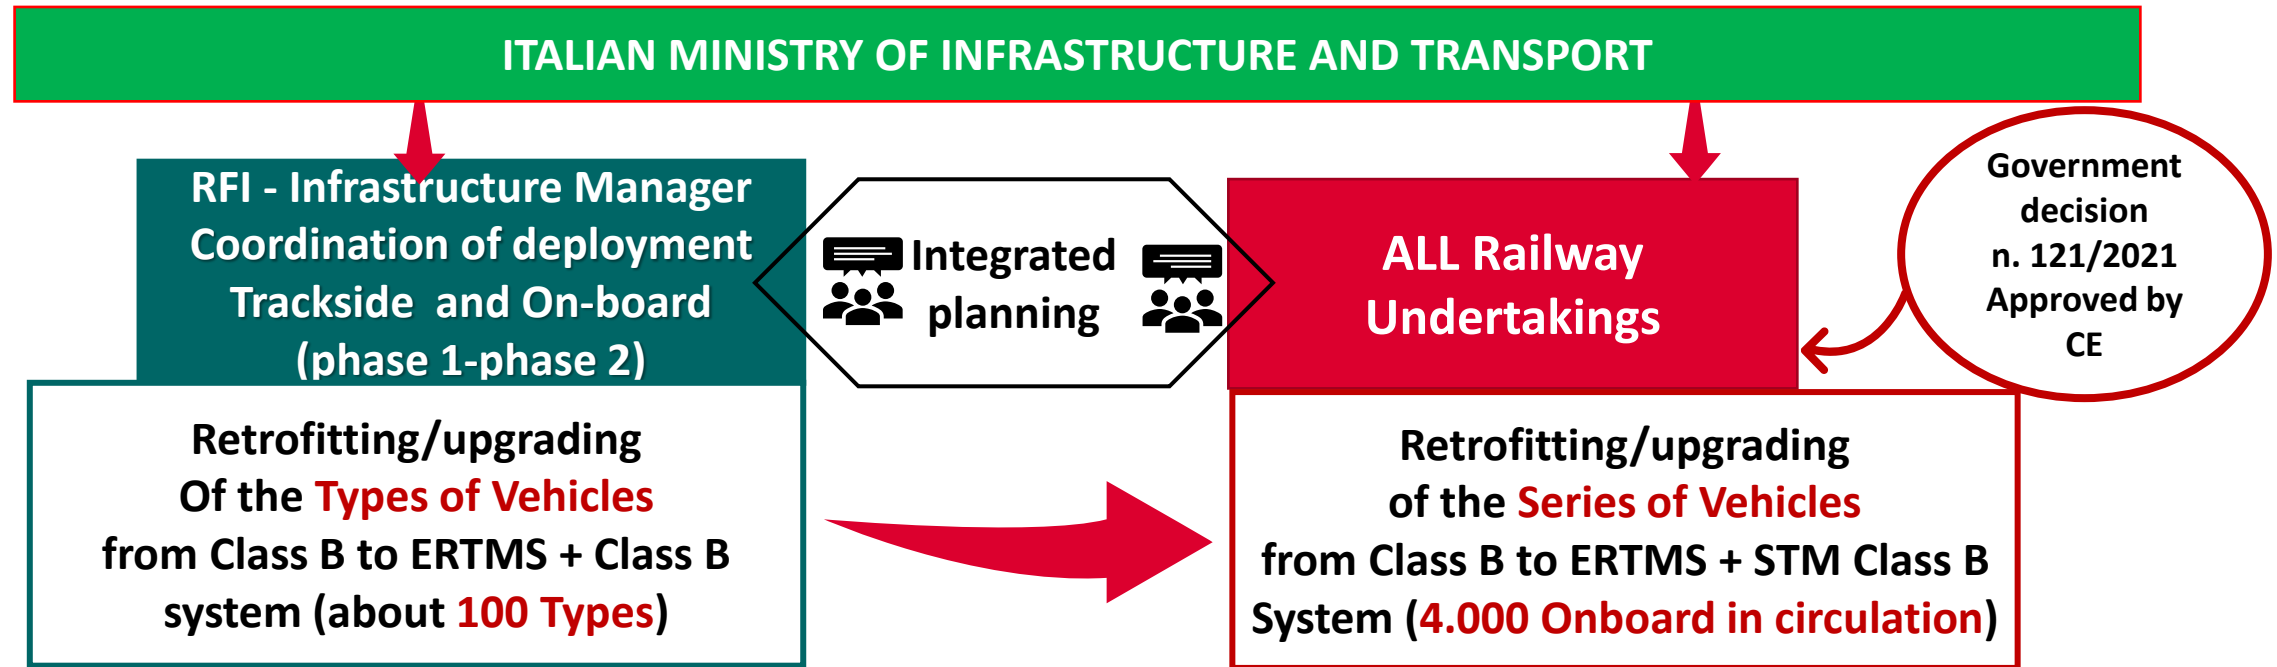 ITALIAN MINISTRY OF INFRASTRUCTURE AND TRANSPORT
RFI - Infrastructure Manager
Coordination of deployment
Trackside and On-board
(phase 1-phase 2)
Integrated
planning
ALL Railway
Undertakings
Government
decision
n. 121/2021
Approved by
CE
Retrofitting/upgrading
Of the Types of Vehicles
from Class B to ERTMS + Class B
system (about 100 Types)
Retrofitting/upgrading
of the Series of Vehicles
from Class B to ERTMS + STM Class B
System (4.000 Onboard in circulation)